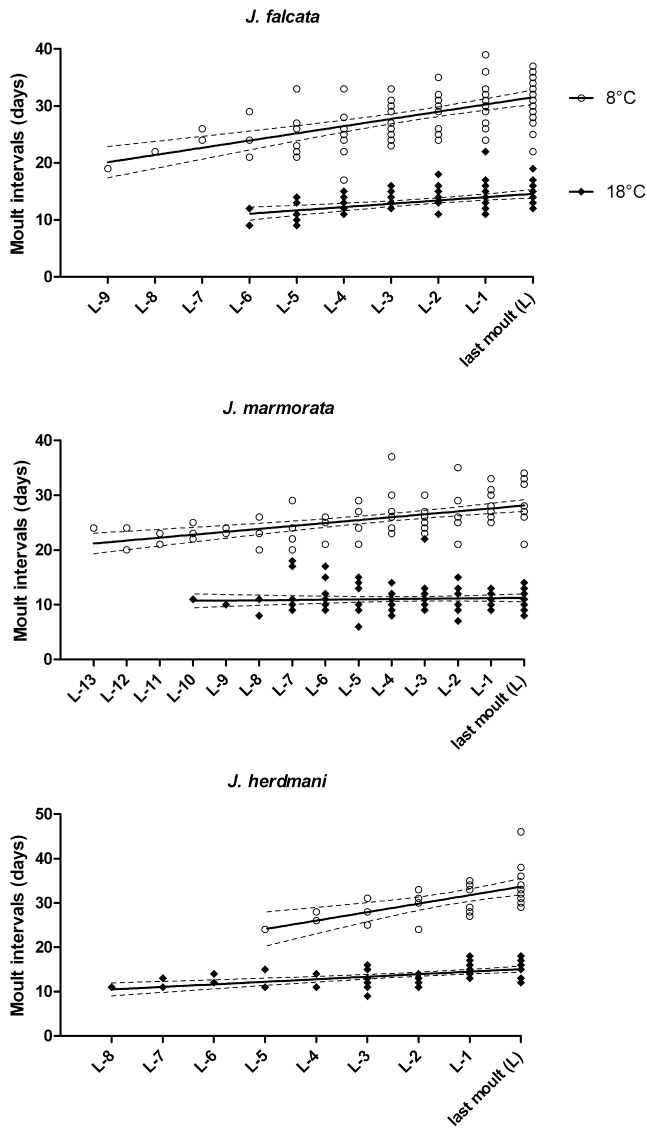 J. falcata
40
30
20
10
0
Moult intervals (days)
L-9 L-8 L-7 L-6 L-5 L-4 L-3 L-2 L-1 last moult (L)
8°C
18°C
J. marmorata
40
30
20
10
0
Moult intervals (days)
L-13 L-12 L-11 L-10 L-9 L-8 L-7 L-6 L-5 L-4 L-3 L-2 L-1 last moult (L)
J. herdmani
50
40
30
20
10
0
Moult intervals (days)
L-8 L-7 L-6 L-5 L-4 L-3 L-2 L-1 last moult (L)